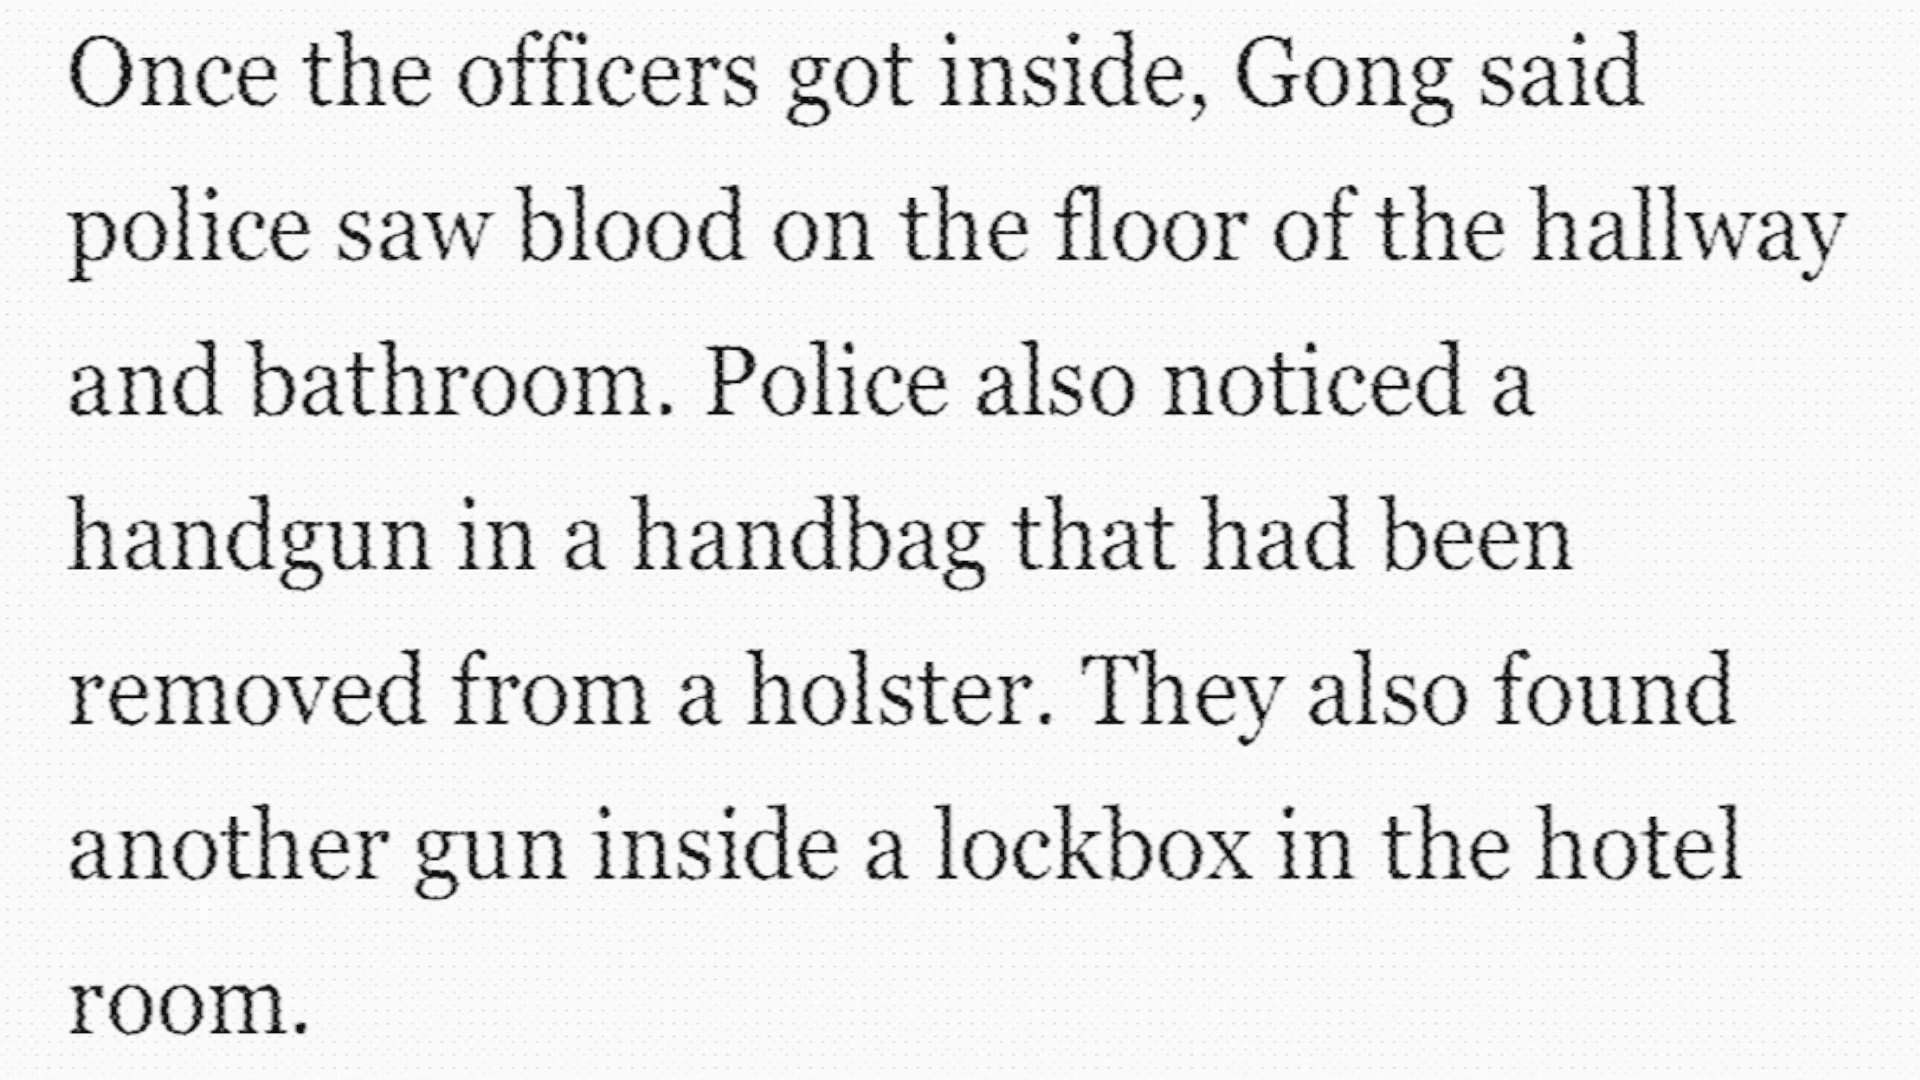 Once the officers got inside, Gong said
police saw blood on the floor of the hallway
and bathroom. Police also noticed a
handgun in a handbag that had been
removed from a holster. They also found
another gun inside a lockbox in the hotel
room.